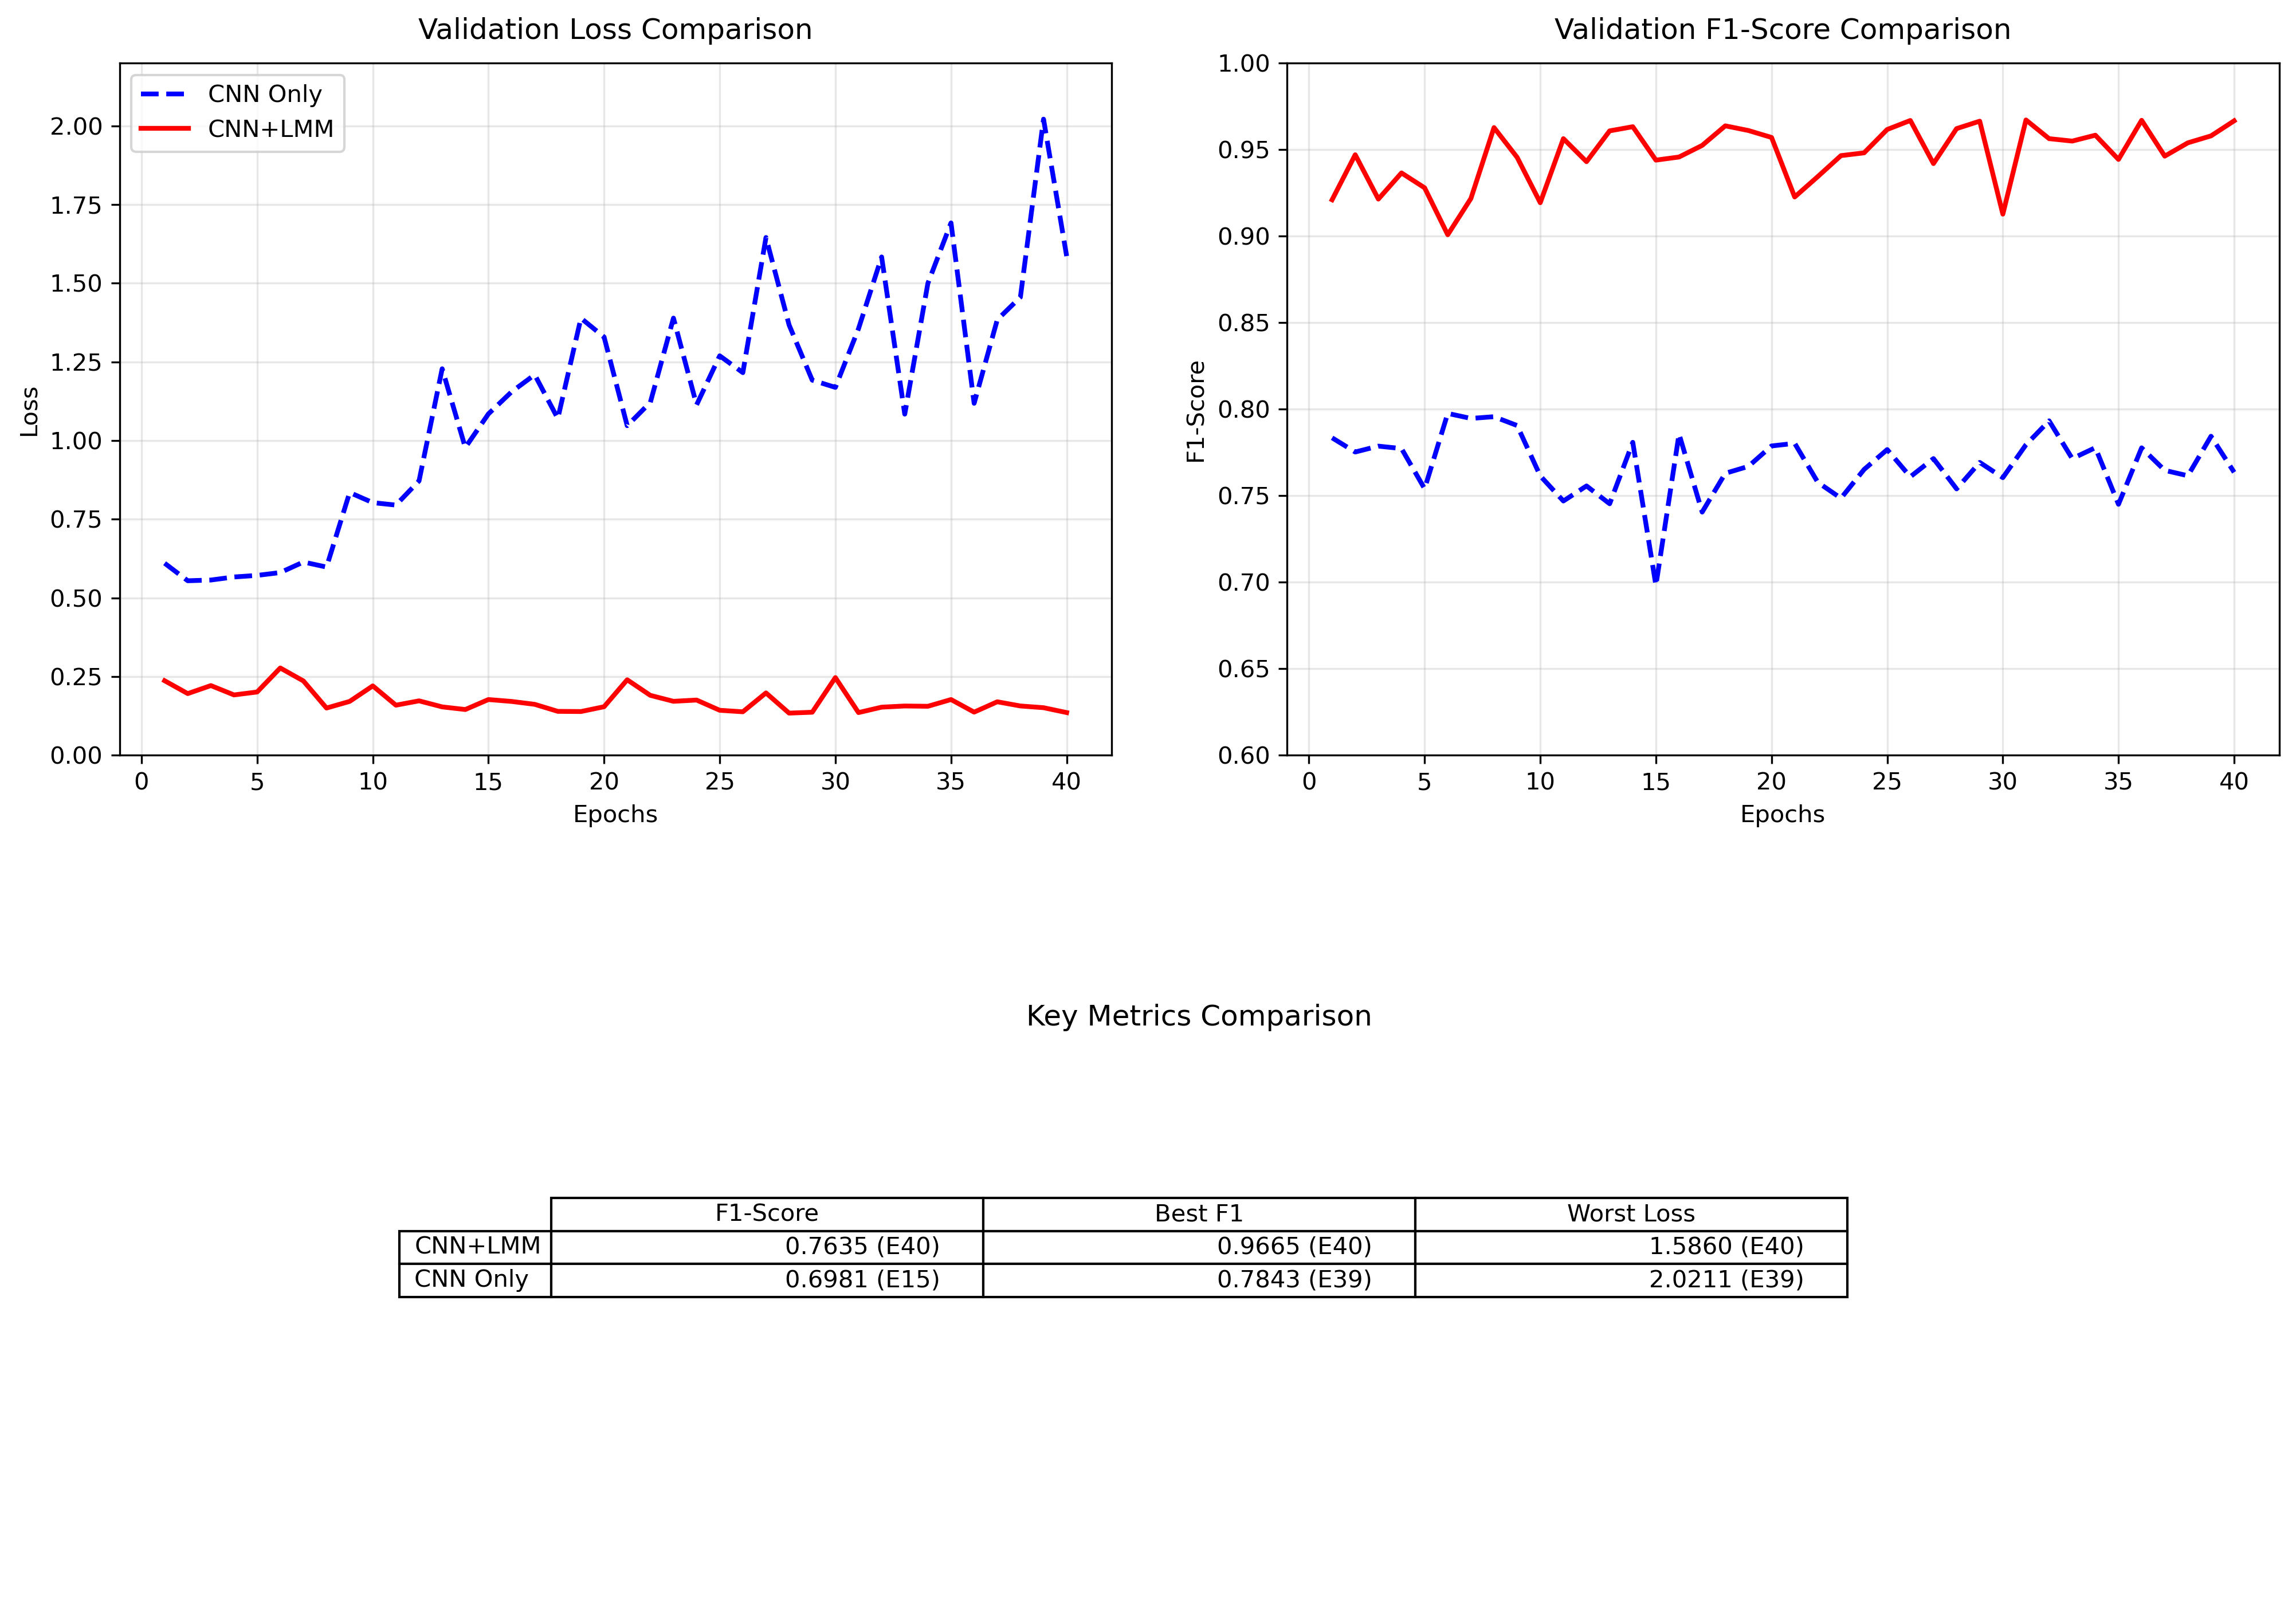 Validation Loss Comparison
CNN Only
CNN+LMM
Loss
2.00
1.75
1.50
1.25
1.00
0.75
0.50
0.25
0.00
0 5 10 15 20 25 30 35 40
Epochs
Validation F1-Score Comparison
F1-Score
1.00
0.95
0.90
0.85
0.80
0.75
0.70
0.65
0.60
0 5 10 15 20 25 30 35 40
Epochs
Key Metrics Comparison
F1-Score Best F1 Worst Loss
CNN+LMM 0.7635 (E40) 0.9665 (E40) 1.5860 (E40)
CNN Only 0.6981 (E15) 0.7843 (E39) 2.0211 (E39)